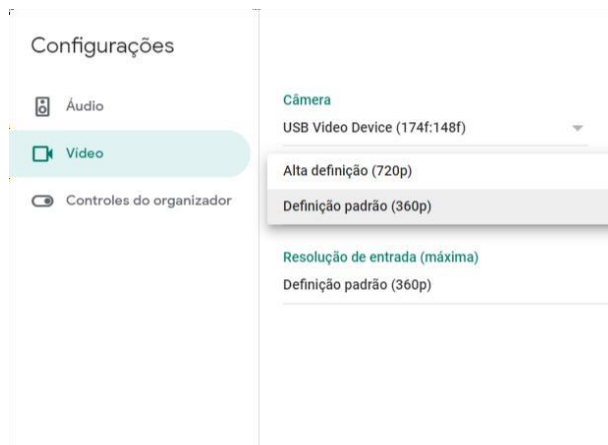 Configurações
Áudio
Vídeo
Controles do organizador
Câmera
USB Video Device (174f:148f)
Alta definição (720p)
Definição padrão (360p)
Resolução de entrada (máxima)
Definição padrão (360p)